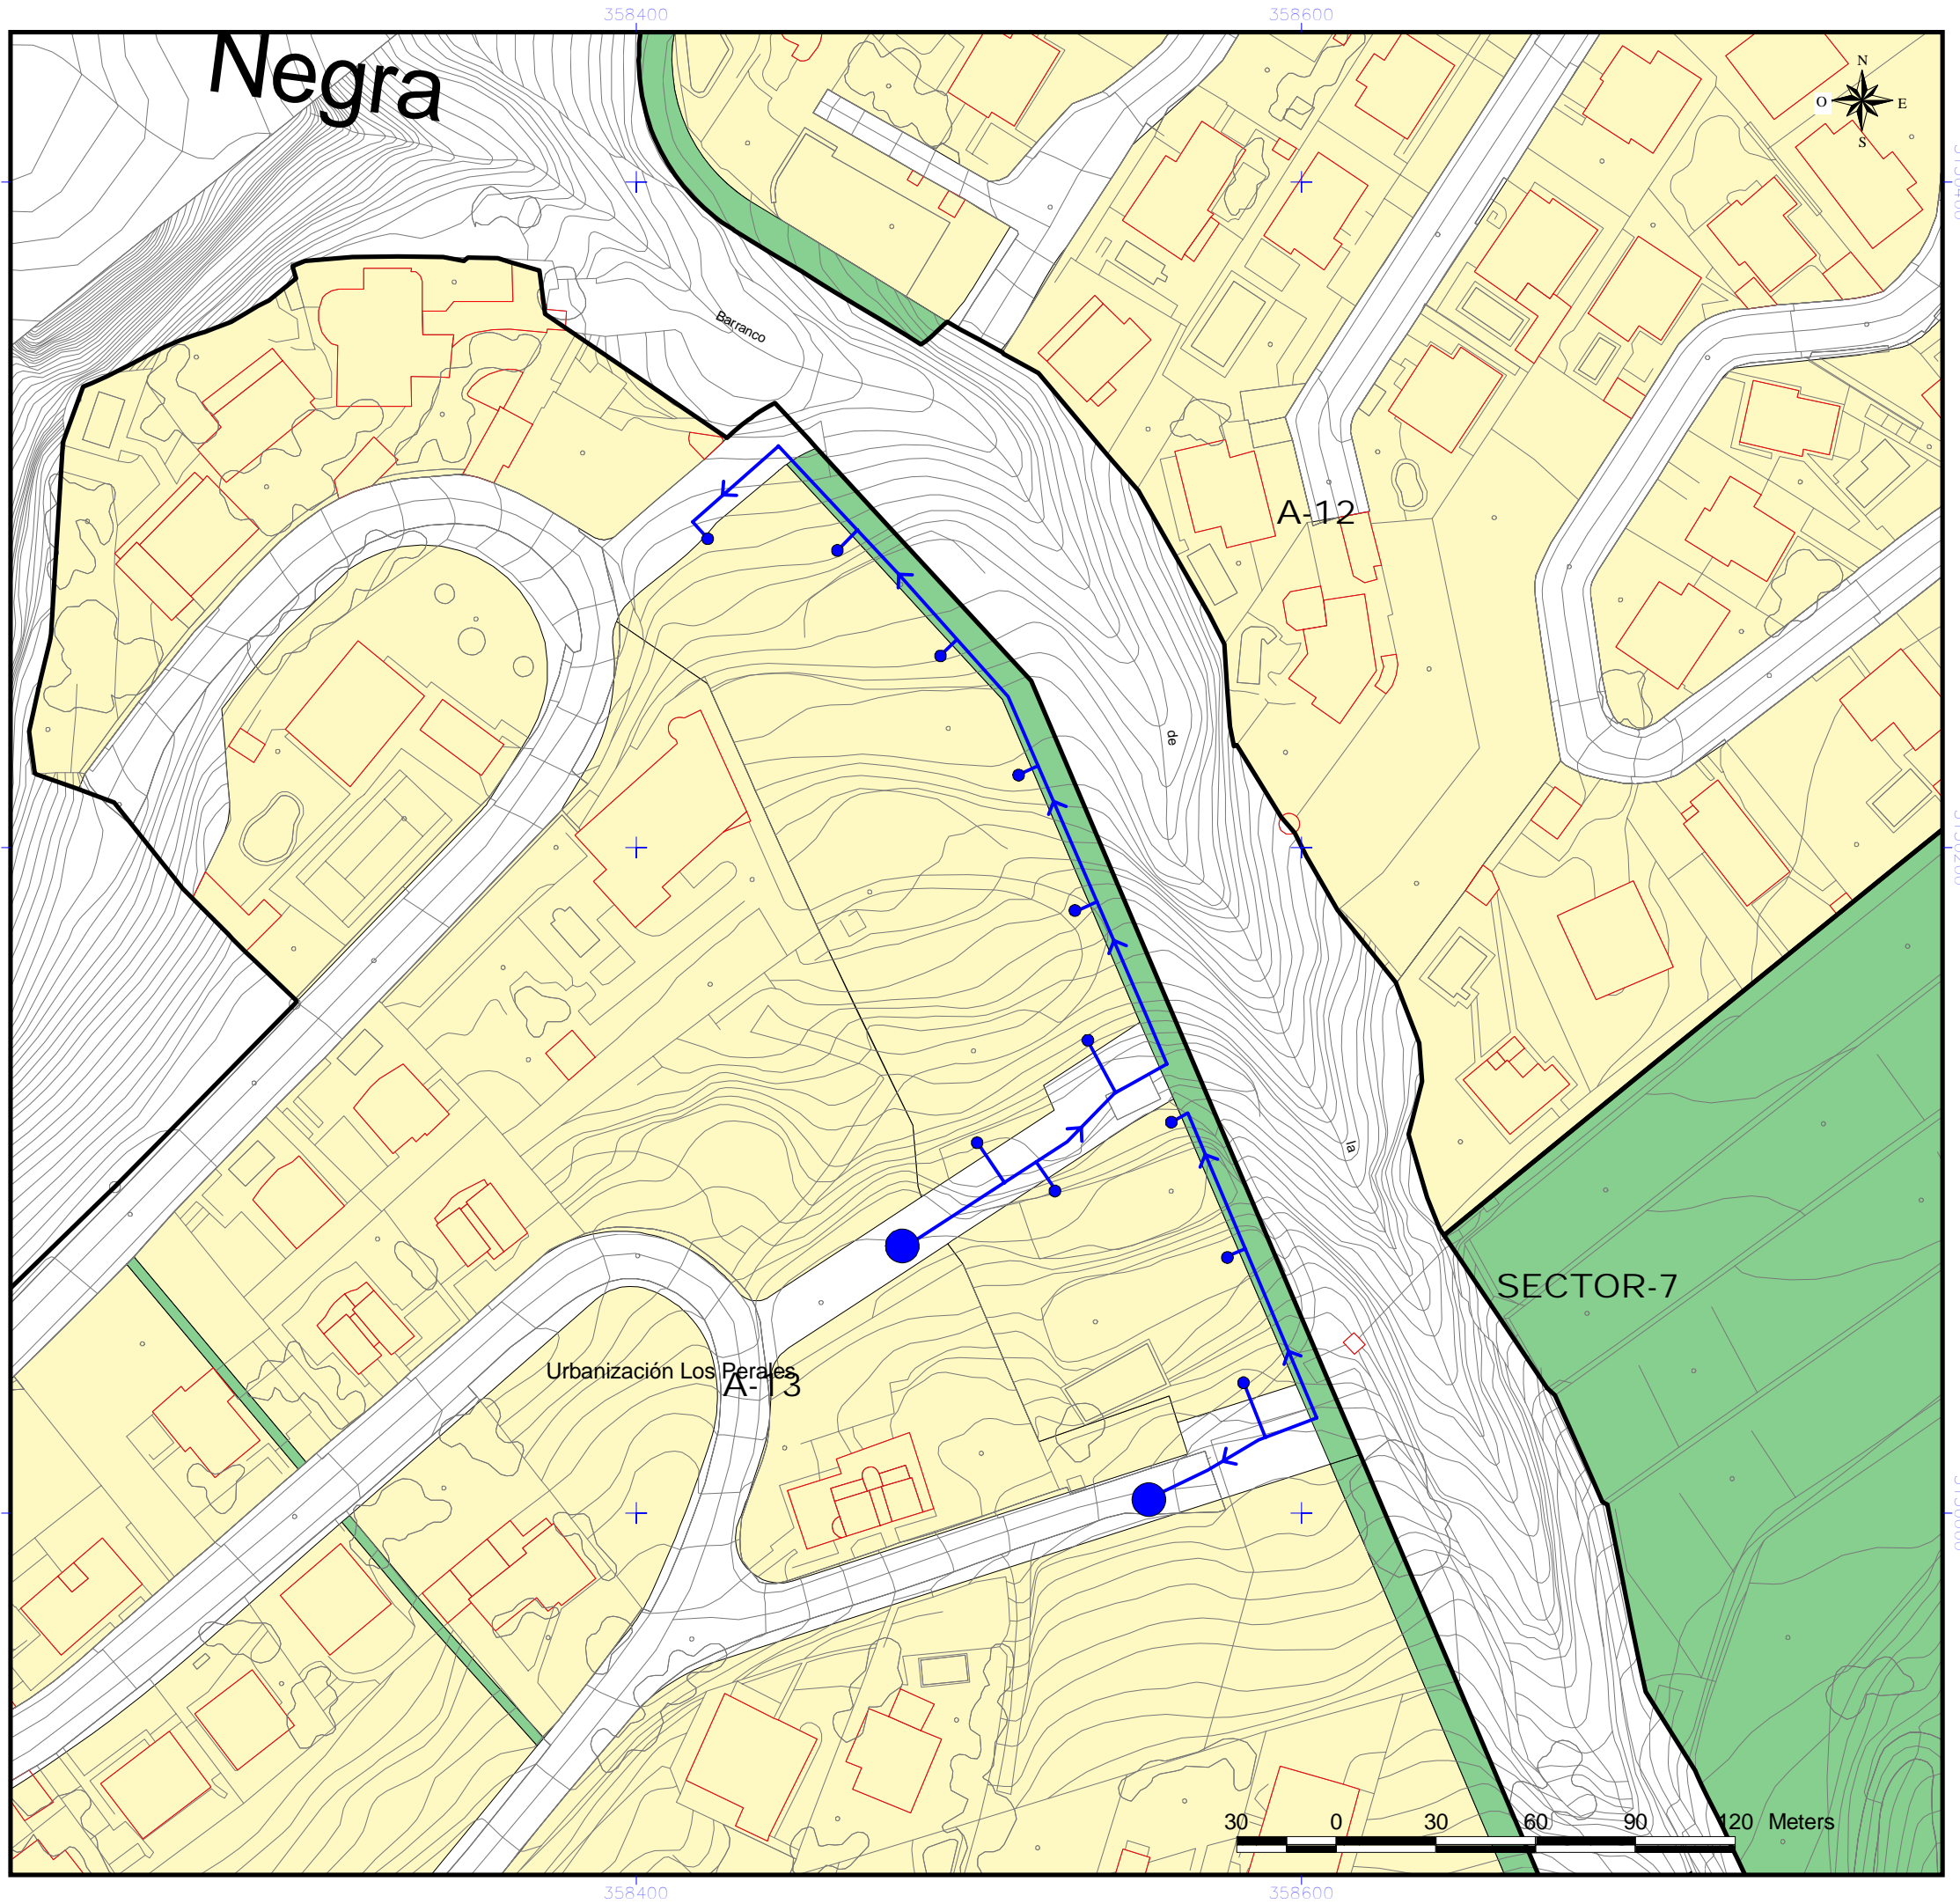 358400
358600
Negra
N
O
E
S
Barranco
A-12
de
la
SECTOR-7
Urbanización Los Perales
A-13
30
0
30
60
90
120 Meters
358400
358600